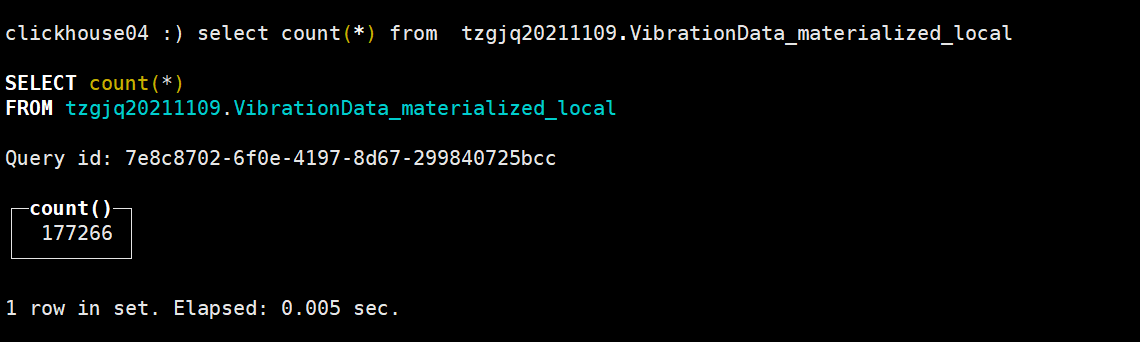 clickhouse04 :) select count(*) from  tzgjq20211109.VibrationData_materialized_local
SELECT count(*)
FROM tzgjq20211109.VibrationData_materialized_local
Query id: 7e8c8702-6f0e-4197-8d67-299840725bcc
count()
177266
1 row in set. Elapsed: 0.005 sec.